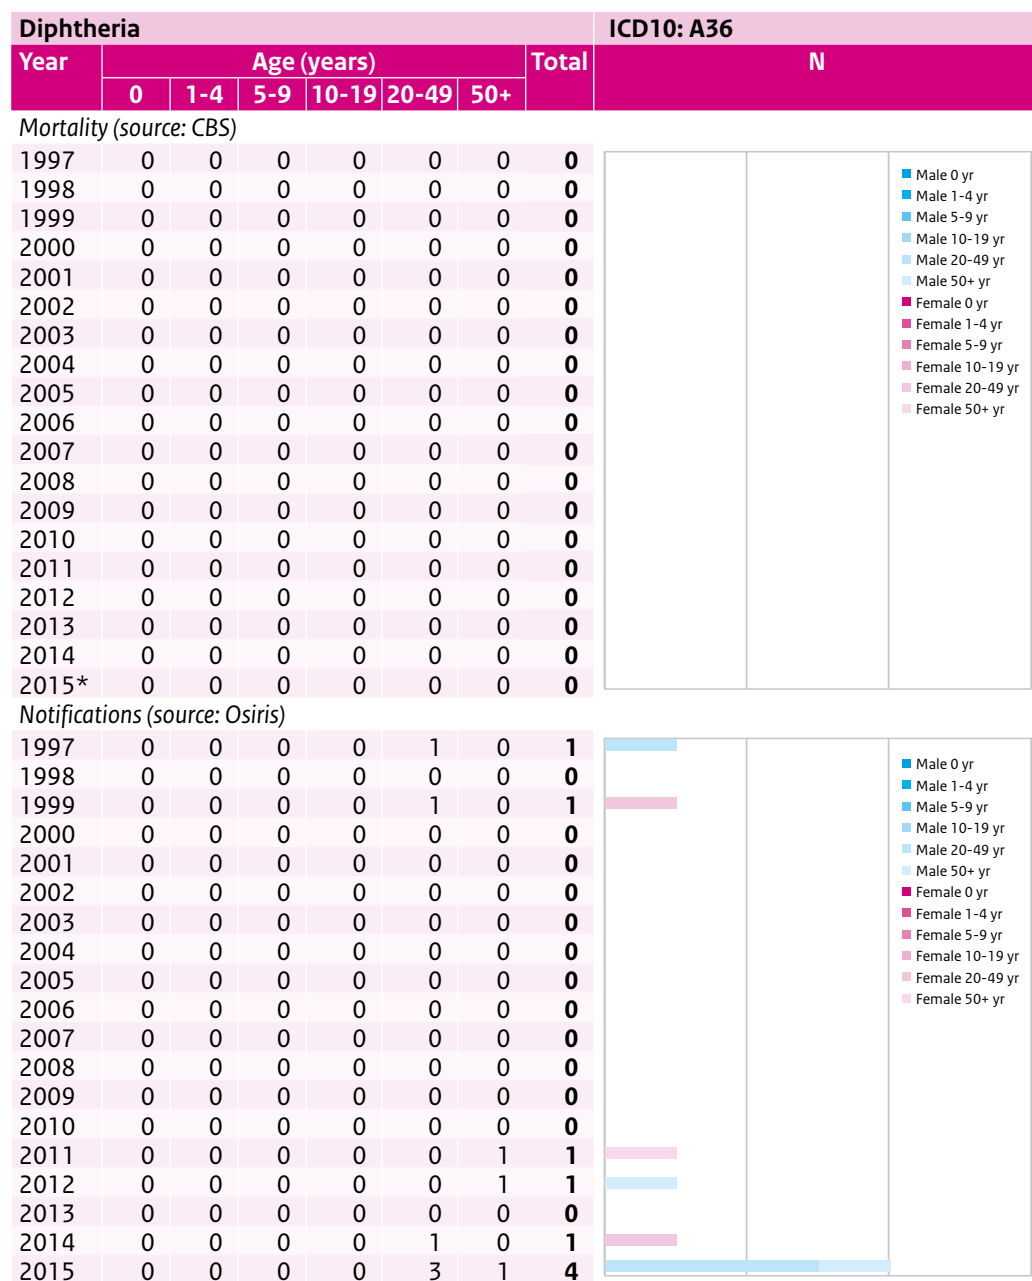 Diphtheria ICD10: A36
Year Age (years) Total N
0 1-4 5-9 10-19 20-49 50+
Mortality (source: CBS)
1997 0 0 0 0 0 0 0
1998 0 0 0 0 0 0 0
1999 0 0 0 0 0 0 0
2000 0 0 0 0 0 0 0
2001 0 0 0 0 0 0 0
2002 0 0 0 0 0 0 0
2003 0 0 0 0 0 0 0
2004 0 0 0 0 0 0 0
2005 0 0 0 0 0 0 0
2006 0 0 0 0 0 0 0
2007 0 0 0 0 0 0 0
2008 0 0 0 0 0 0 0
2009 0 0 0 0 0 0 0
2010 0 0 0 0 0 0 0
2011 0 0 0 0 0 0 0
2012 0 0 0 0 0 0 0
2013 0 0 0 0 0 0 0
2014 0 0 0 0 0 0 0
2015* 0 0 0 0 0 0 0
Male 0 yr
Male 1-4 yr
Male 5-9 yr
Male 10-19 yr
Male 20-49 yr
Male 50+ yr
Female 0 yr
Female 1-4 yr
Female 5-9 yr
Female 10-19 yr
Female 20-49 yr
Female 50+ yr
Notifications (source: Osiris)
1997 0 0 0 0 1 0 1
1998 0 0 0 0 0 0 0
1999 0 0 0 0 1 0 1
2000 0 0 0 0 0 0 0
2001 0 0 0 0 0 0 0
2002 0 0 0 0 0 0 0
2003 0 0 0 0 0 0 0
2004 0 0 0 0 0 0 0
2005 0 0 0 0 0 0 0
2006 0 0 0 0 0 0 0
2007 0 0 0 0 0 0 0
2008 0 0 0 0 0 0 0
2009 0 0 0 0 0 0 0
2010 0 0 0 0 0 0 0
2011 0 0 0 0 0 1 1
2012 0 0 0 0 0 1 1
2013 0 0 0 0 0 0 0
2014 0 0 0 0 1 0 1
2015 0 0 0 0 3 1 4
Male 0 yr
Male 1-4 yr
Male 5-9 yr
Male 10-19 yr
Male 20-49 yr
Male 50+ yr
Female 0 yr
Female 1-4 yr
Female 5-9 yr
Female 10-19 yr
Female 20-49 yr
Female 50+ yr